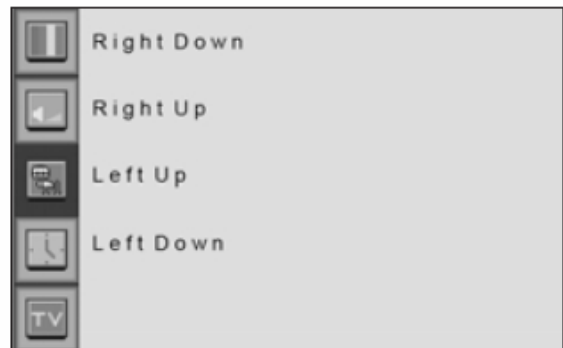 Right Down
Right Up
Left Up
Left Down
TV